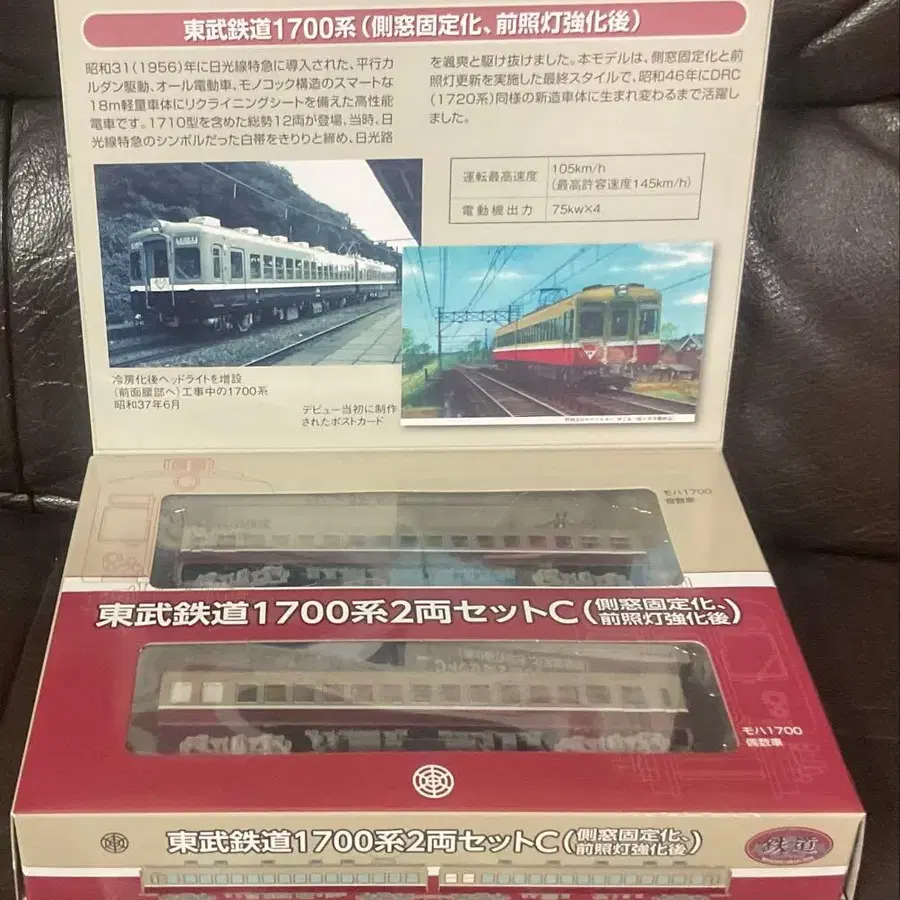 東武鉄道1700系(側窓固定化、前照灯強化後)
昭和31(1956)年に日光線特急に導入された、平行カ
ルダン駆動、オール電動車、モノコック構造のスマートな
18m軽量車体にリクライニングシートを備えた高性能
電車です。1710型を含めた総勢12両が登場、当時、日
光線特急のシンボルだった白帯をきりりと締め、日光路
を颯爽と駆け抜けました。本モデルは、側窓固定化と前
照灯更新を実施した最終スタイルで、昭和46年にDRC
(1720系)同様の新造車体に生まれ変わるまで活躍し
ました。
運転最高速度 105km/h
(最高許容速度145km/h)
電動機出力 75kw×4
冷房化後ヘッドライトを増設
(前面腰部へ)工事中の1700系
昭和37年6月
デビュー当初に制作
されたポストカード
モハ1700
奇数車
東武鉄道1700系2両セットC(側窓固定化、
前照灯強化後)
モハ1700
偶数車
東武鉄道1700系2両セットC(側窓固定化、
前照灯強化後)
鉄道